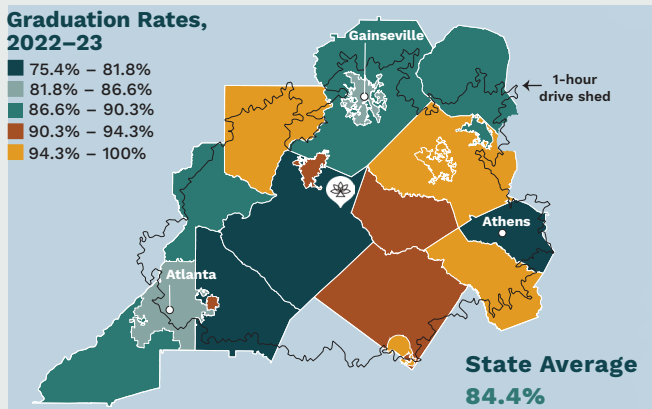 Graduation Rates,
2022–23
75.4% – 81.8%
81.8% – 86.6%
86.6% – 90.3%
90.3% – 94.3%
94.3% – 100%
Gainseville
1-hour
drive shed
Athens
Atlanta
State Average
84.4%